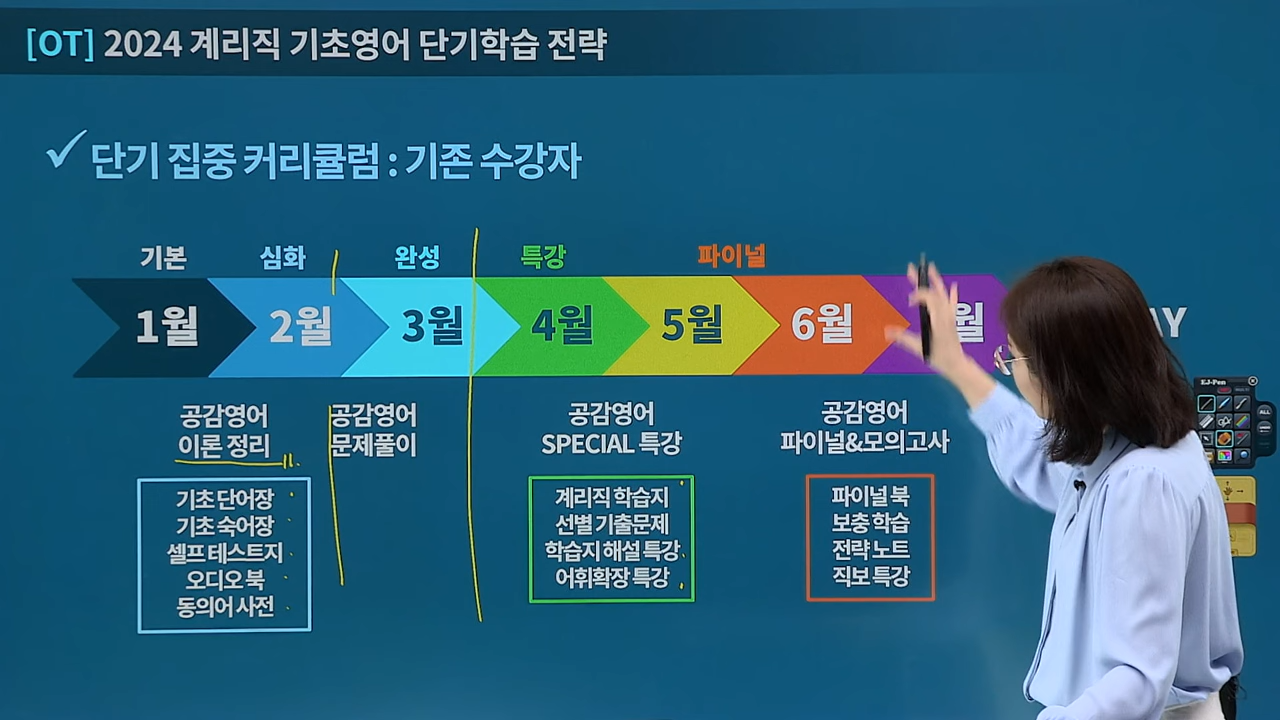 [OT] 2024 계리직 기초영어 단기학습 전략
단기 집중 커리큘럼 : 기존 수강자
기본 심화 완성 특강 파이널
1월 2월 3월 4월 5월 6월 월 AY
공감영어
이론 정리
기초 단어장
기초 숙어장
셀프 테스트지
오디오 북
동의어 사전
공감영어
문제풀이
공감영어
SPECIAL 특강
계리직 학습지
선별 기출문제
학습지 해설 특강
어휘확장 특강
공감영어
파이널&모의고사
파이널 북
보충 학습
전략 노트
직보 특강
EJ-Pen
ALL